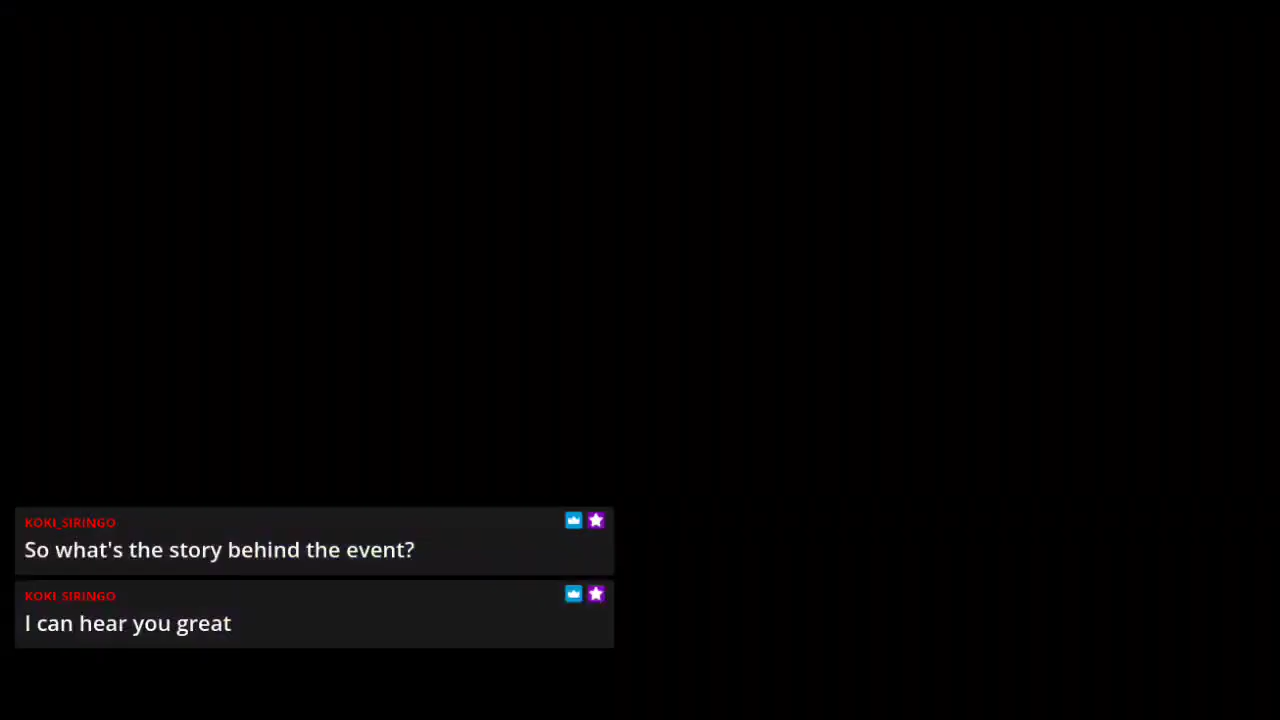 KOKI_SIRINGO
So what's the story behind the event?
KOKI_SIRINGO
I can hear you great